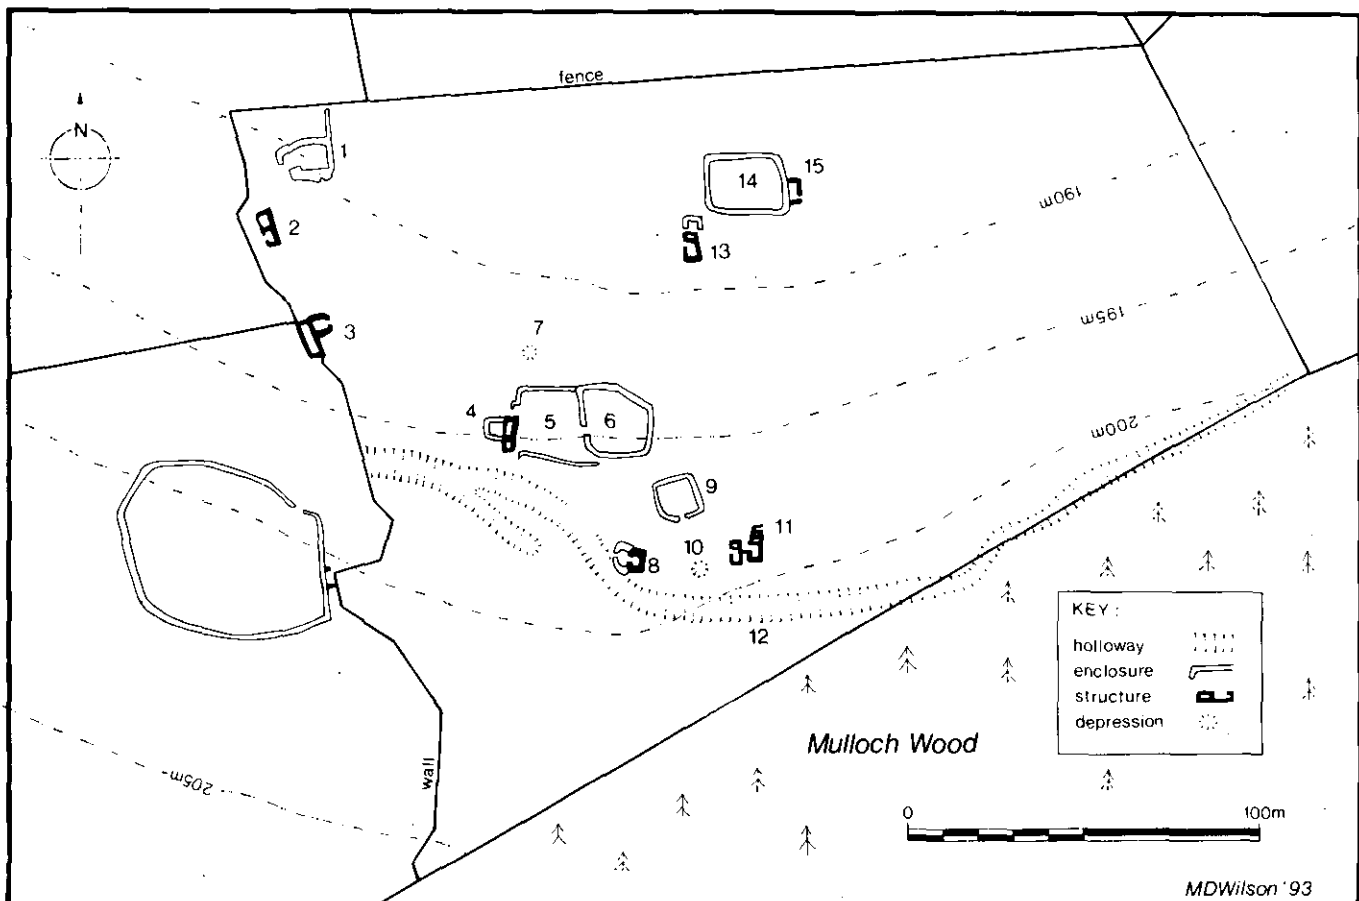 fence
N
1
15
14
190m
2
13
195m
7
3
4
5
6
200m
9
11
10
8
12
KEY :
holloway
enclosure
structure
depression
Mulloch Wood
wall
205m
0 100m
MDWilson '93